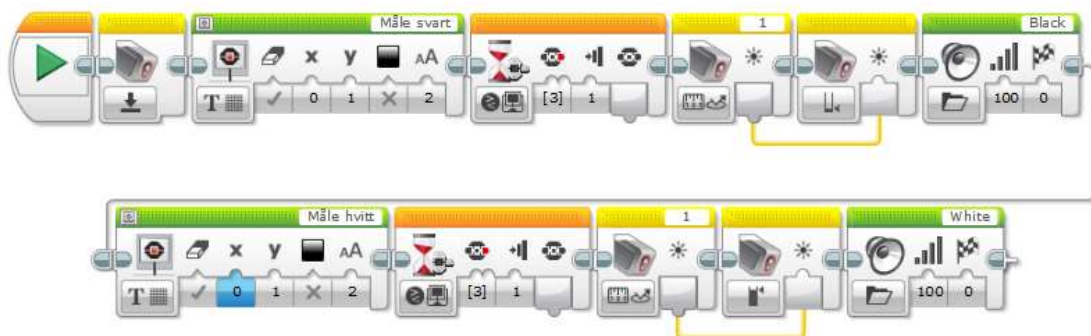 Måle svart 1 Black
x y AA
T 0 1 2 [3] 1 100 0
Måle hvitt 1 White
x y AA
T 0 1 2 [3] 1 100 0